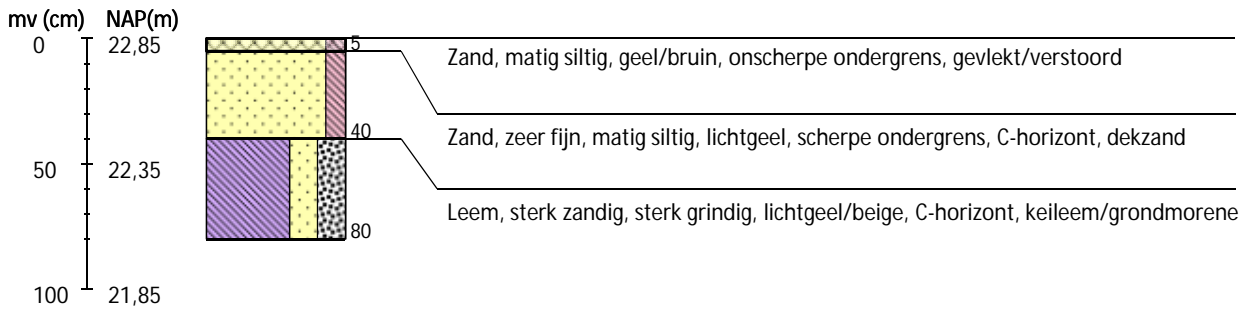 mv (cm) NAP(m)
0 22,85
5
Zand, matig siltig, geel/bruin, onscherpe ondergrens, gevlekt/verstoord
40
Zand, zeer fijn, matig siltig, lichtgeel, scherpe ondergrens, C-horizont, dekzand
50 22,35
Leem, sterk zandig, sterk grindig, lichtgeel/beige, C-horizont, keileem/grondmorene
80
100 21,85